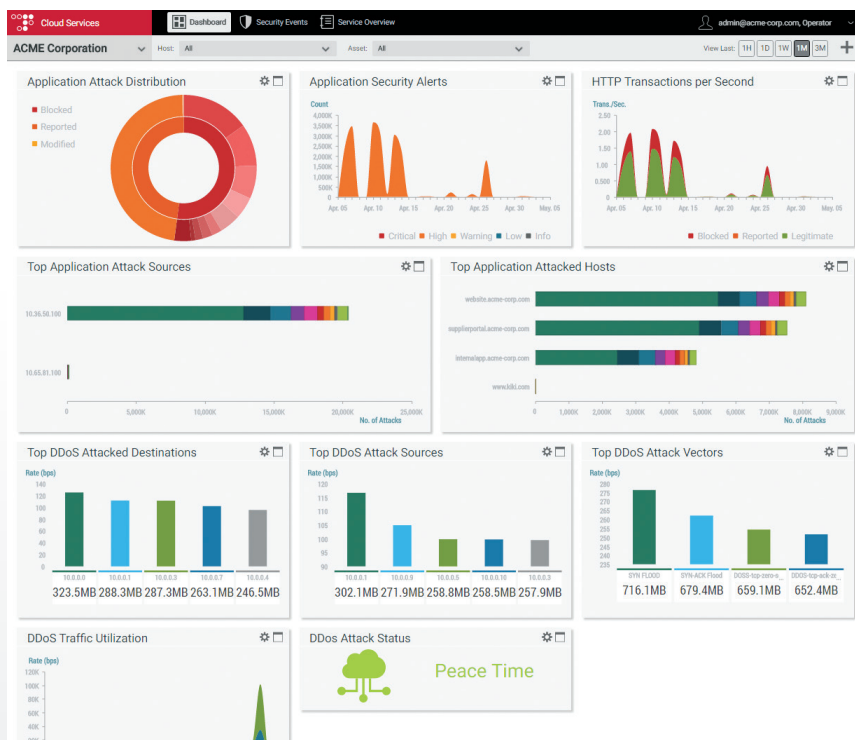 Cloud Services
Dashboard
Security Events
Service Overview
admin@acme-corp.com, Operator
ACME Corporation
Host: All
Asset: All
View Last: 1H 1D 1W 1M 3M
Application Attack Distribution
Blocked
Reported
Modified
Application Security Alerts
Count
4,000K
3,500K
3,000K
2,500K
2,000K
1,500K
1,000K
500K
0
Apr. 05 Apr. 10 Apr. 15 Apr. 20 Apr. 25 Apr. 30 May. 05
Critical High Warning Low Info
HTTP Transactions per Second
Trans./Sec.
2.50
2.00
1.50
1.00
0.500
0
Apr. 05 Apr. 10 Apr. 15 Apr. 20 Apr. 25 Apr. 30 May. 05
Blocked Reported Legitimate
Top Application Attack Sources
10.36.50.100
10.65.81.100
0 5,000K 10,000K 15,000K 20,000K 25,000K
No. of Attacks
Top Application Attacked Hosts
website.acme-corp.com
supplierportal.acme-corp.com
internalapp.acme-corp.com
www.kiki.com
0 1,000K 2,000K 3,000K 4,000K 5,000K 6,000K 7,000K 8,000K 9,000K
No. of Attacks
Top DDoS Attacked Destinations
Rate (bps)
140
120
100
80
60
40
20
0
10.0.0.0 10.0.0.1 10.0.0.3 10.0.0.7 10.0.0.4
323.5MB 288.3MB 287.3MB 263.1MB 246.5MB
Top DDoS Attack Sources
Rate (bps)
120
115
110
105
100
95
90
10.0.0.1 10.0.0.9 10.0.0.5 10.0.0.10 10.0.0.3
302.1MB 271.9MB 258.8MB 258.5MB 257.9MB
Top DDoS Attack Vectors
Rate (bps)
280
275
270
265
260
255
250
245
240
235
SYN FLOOD SYN-ACK Flood
716.1MB 679.4MB 659.1MB 652.4MB
DDoS Traffic Utilization
Rate (bps)
120K
100K
80K
60K
40K
DDos Attack Status
Peace Time